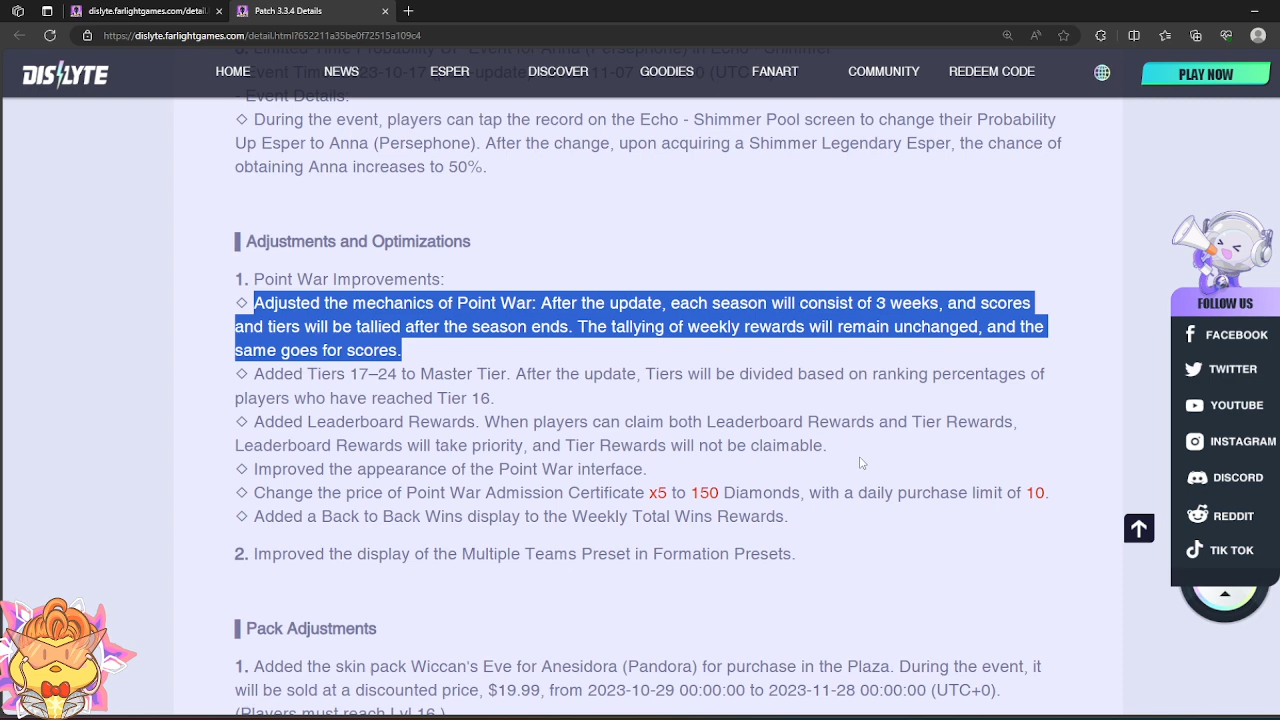 dislyte.farlightgames.com/detail
Patch 3.3.4 Details
https://dislyte.farlightgames.com/detail.html?652211a35be0f72515a109c4
DISLYTE
HOME
NEWS
ESPER
DISCOVER
GOODIES
FANART
COMMUNITY
REDEEM CODE
PLAY NOW
- Event Details:
◇ During the event, players can tap the record on the Echo - Shimmer Pool screen to change their Probability
Up Esper to Anna (Persephone). After the change, upon acquiring a Shimmer Legendary Esper, the chance of
obtaining Anna increases to 50%.
Adjustments and Optimizations
1. Point War Improvements:
◇ Adjusted the mechanics of Point War: After the update, each season will consist of 3 weeks, and scores
and tiers will be tallied after the season ends. The tallying of weekly rewards will remain unchanged, and the
same goes for scores.
◇ Added Tiers 17–24 to Master Tier. After the update, Tiers will be divided based on ranking percentages of
players who have reached Tier 16.
◇ Added Leaderboard Rewards. When players can claim both Leaderboard Rewards and Tier Rewards,
Leaderboard Rewards will take priority, and Tier Rewards will not be claimable.
◇ Improved the appearance of the Point War interface.
◇ Change the price of Point War Admission Certificate x5 to 150 Diamonds, with a daily purchase limit of 10.
◇ Added a Back to Back Wins display to the Weekly Total Wins Rewards.
2. Improved the display of the Multiple Teams Preset in Formation Presets.
Pack Adjustments
1. Added the skin pack Wiccan's Eve for Anesidora (Pandora) for purchase in the Plaza. During the event, it
will be sold at a discounted price, $19.99, from 2023-10-29 00:00:00 to 2023-11-28 00:00:00 (UTC+0).
(Players must reach Lvl 16.)
FOLLOW US
FACEBOOK
TWITTER
YOUTUBE
INSTAGRAM
DISCORD
REDDIT
TIK TOK